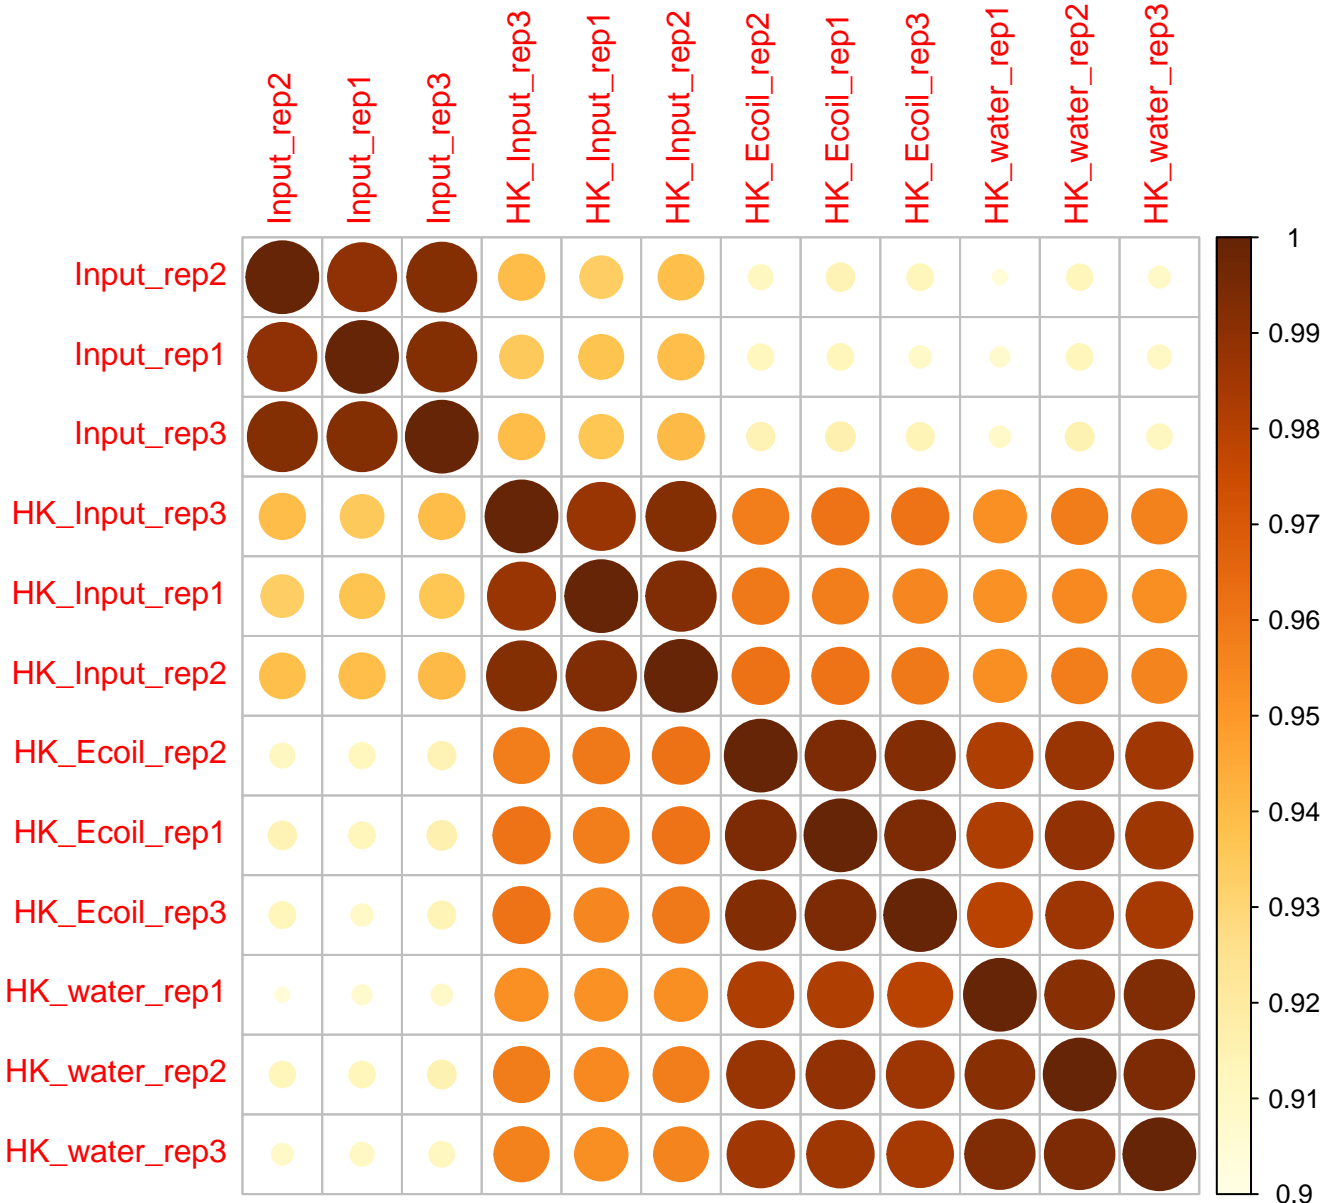 Input_rep2
Input_rep1
Input_rep3
HK_Input_rep3
HK_Input_rep1
HK_Input_rep2
HK_Ecoil_rep2
HK_Ecoil_rep1
HK_Ecoil_rep3
HK_water_rep1
HK_water_rep2
HK_water_rep3
Input_rep2
Input_rep1
Input_rep3
HK_Input_rep3
HK_Input_rep1
HK_Input_rep2
HK_Ecoil_rep2
HK_Ecoil_rep1
HK_Ecoil_rep3
HK_water_rep1
HK_water_rep2
HK_water_rep3
1
0.99
0.98
0.97
0.96
0.95
0.94
0.93
0.92
0.91
0.9